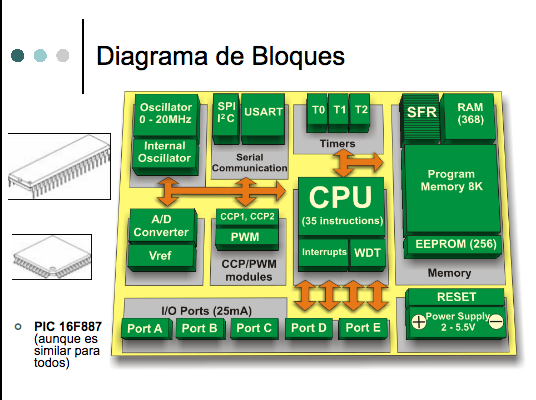 Diagrama de Bloques
Oscillator
0 - 20MHz
Internal
Oscillator
SPI
I²C
USART
Serial
Communication
T0 T1 T2
Timers
SFR
RAM
(368)
Program
Memory 8K
EEPROM (256)
Memory
A/D
Converter
Vref
CCP1, CCP2
PWM
CCP/PWM
modules
CPU
(35 instructions)
Interrupts
WDT
I/O Ports (25mA)
Port A
Port B
Port C
Port D
Port E
RESET
Power Supply
2 - 5.5V
+
−
PIC 16F887
(aunque es
similar para
todos)